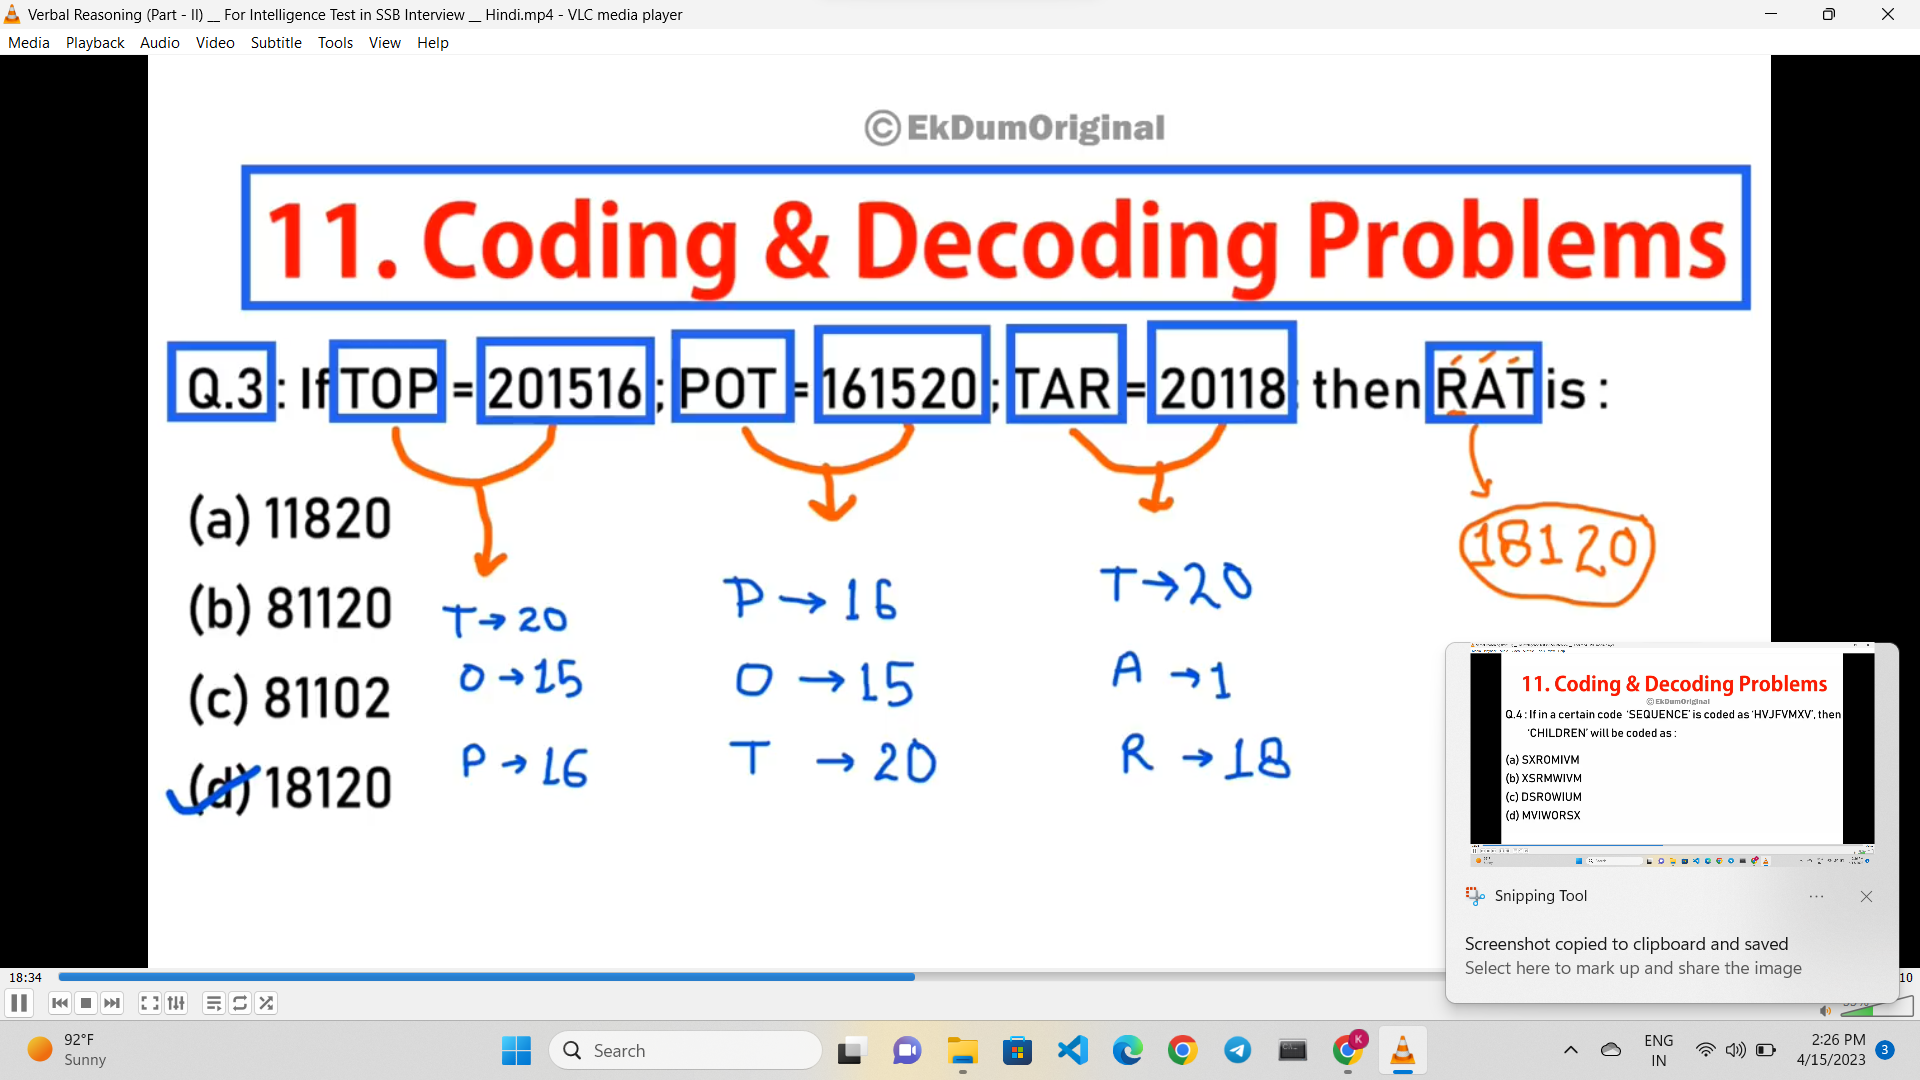 Verbal Reasoning (Part - II) __ For Intelligence Test in SSB Interview __ Hindi.mp4 - VLC media player
Media Playback Audio Video Subtitle Tools View Help
© EkDumOriginal
11. Coding & Decoding Problems
Q.3 : If TOP = 201516 ; POT = 161520 ; TAR = 20118 ; then RAT is :
(a) 11820
(b) 81120
(c) 81102
(d) 18120
T → 20
O → 15
P → 16
P → 16
O → 15
T → 20
T → 20
A → 1
R → 18
18120
11. Coding & Decoding Problems
© EkDumOriginal
Q.4 : If in a certain code 'SEQUENCE' is coded as 'HVJFVMXV', then
'CHILDREN' will be coded as :
(a) SXROMIVM
(b) XSRMWIVM
(c) DSROWIUM
(d) MVIWORSX
Snipping Tool
Screenshot copied to clipboard and saved
Select here to mark up and share the image
18:34
10
92°F
Sunny
Search
K
ENG
IN
2:26 PM
4/15/2023
3